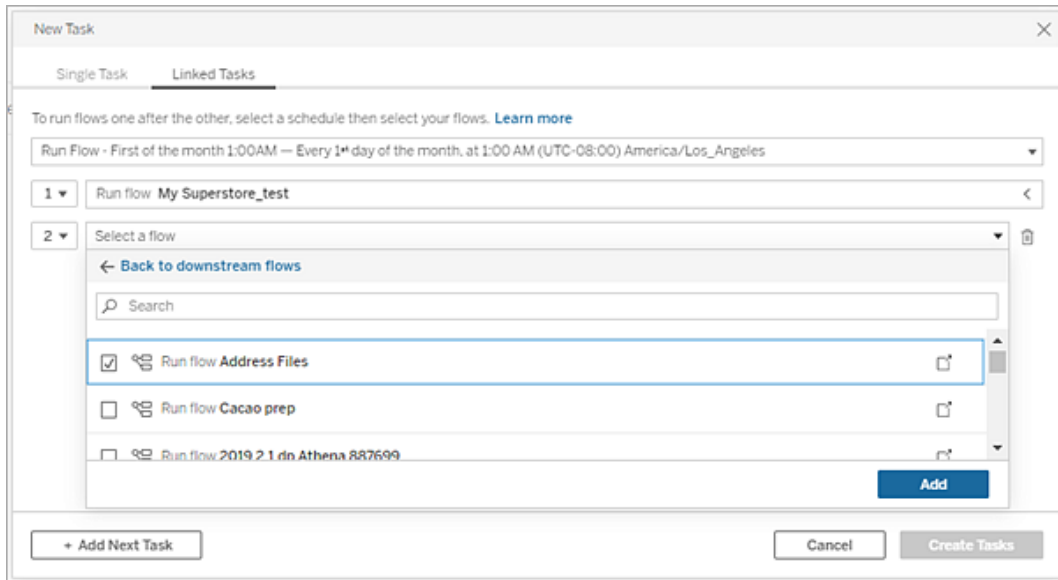 New Task
Single Task Linked Tasks
To run flows one after the other, select a schedule then select your flows. Learn more
Run Flow - First of the month 1:00AM — Every 1st day of the month, at 1:00 AM (UTC-08:00) America/Los_Angeles
1 Run flow My Superstore_test
2 Select a flow
Back to downstream flows
Search
Run flow Address Files
Run flow Cacao prep
Run flow 2019.2.1 dp Athena 887699
Add
+ Add Next Task Cancel Create Tasks